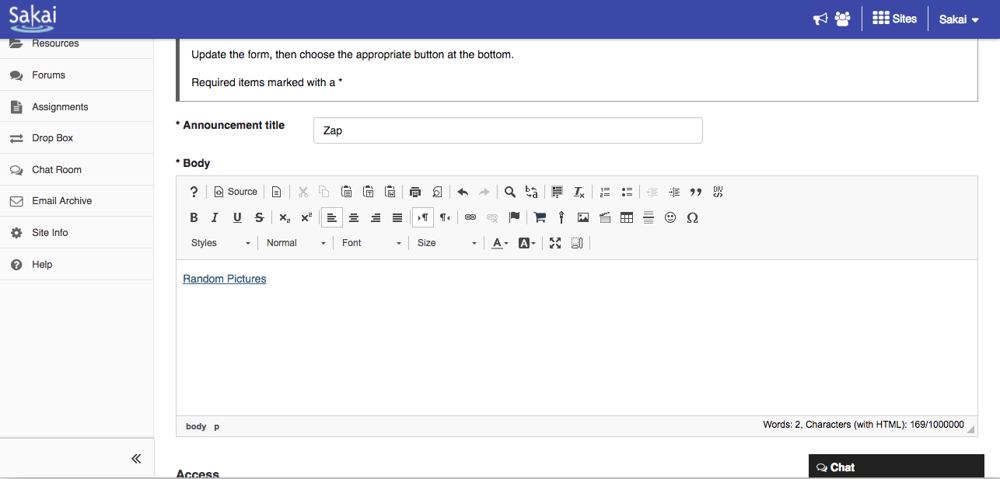 Sakai
Sites
Sakai
Resources
Forums
Assignments
Drop Box
Chat Room
Email Archive
Site Info
Help
Update the form, then choose the appropriate button at the bottom.
Required items marked with a *
* Announcement title
Zap
* Body
? Source
B I U S x₂ x² Ω
Styles Normal Font Size A A
Random Pictures
body p
Words: 2, Characters (with HTML): 169/1000000
Access
Chat